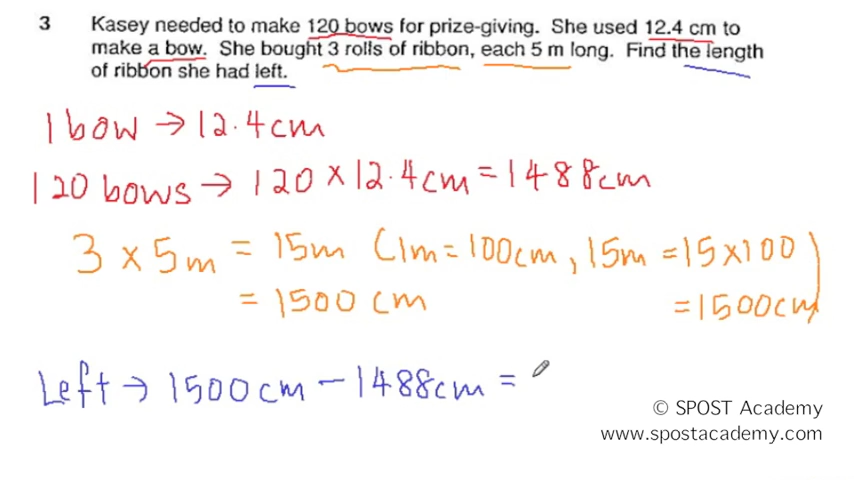 3 Kasey needed to make 120 bows for prize-giving. She used 12.4 cm to
make a bow. She bought 3 rolls of ribbon, each 5 m long. Find the length
of ribbon she had left.
1 bow → 12.4cm
120 bows → 120 × 12.4cm = 1488cm
3 × 5m = 15m (1m = 100cm, 15m = 15 × 100
= 1500 cm = 1500cm)
Left → 1500cm - 1488cm =
© SPOST Academy
www.spostacademy.com